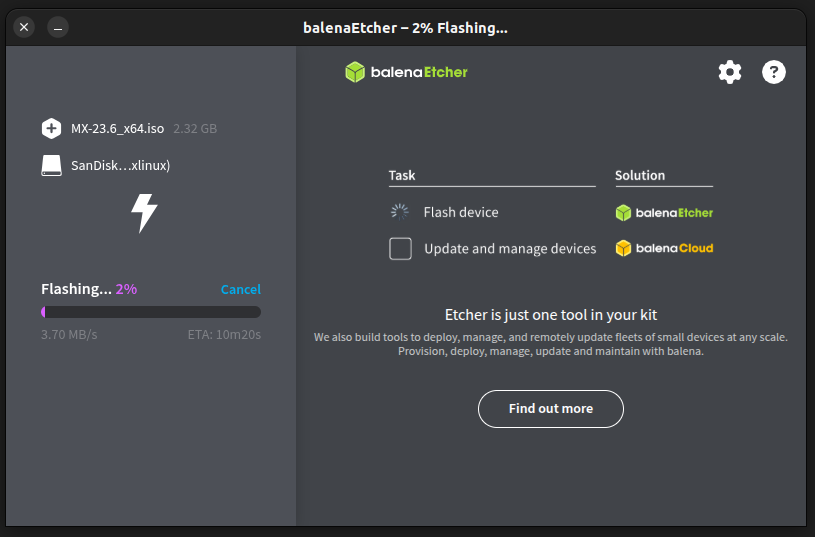 balenaEtcher – 2% Flashing...
balenaEtcher
MX-23.6_x64.iso 2.32 GB
SanDisk...xlinux)
Flashing... 2% Cancel
3.70 MB/s ETA: 10m20s
Task Solution
Flash device balenaEtcher
Update and manage devices balenaCloud
Etcher is just one tool in your kit
We also build tools to deploy, manage, and remotely update fleets of small devices at any scale.
Provision, deploy, manage, update and maintain with balena.
Find out more